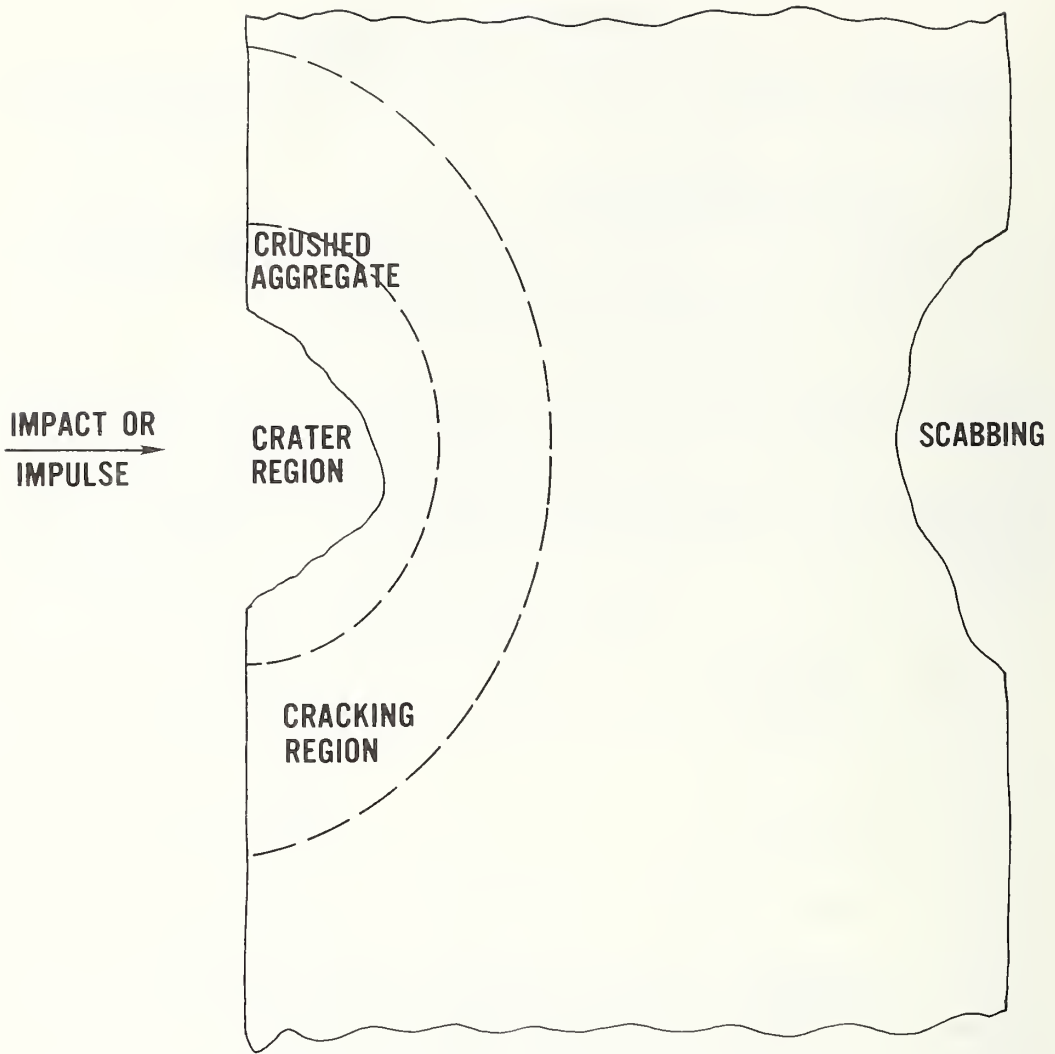 CRUSHED
AGGREGATE
IMPACT OR
IMPULSE
CRATER
REGION
SCABBING
CRACKING
REGION